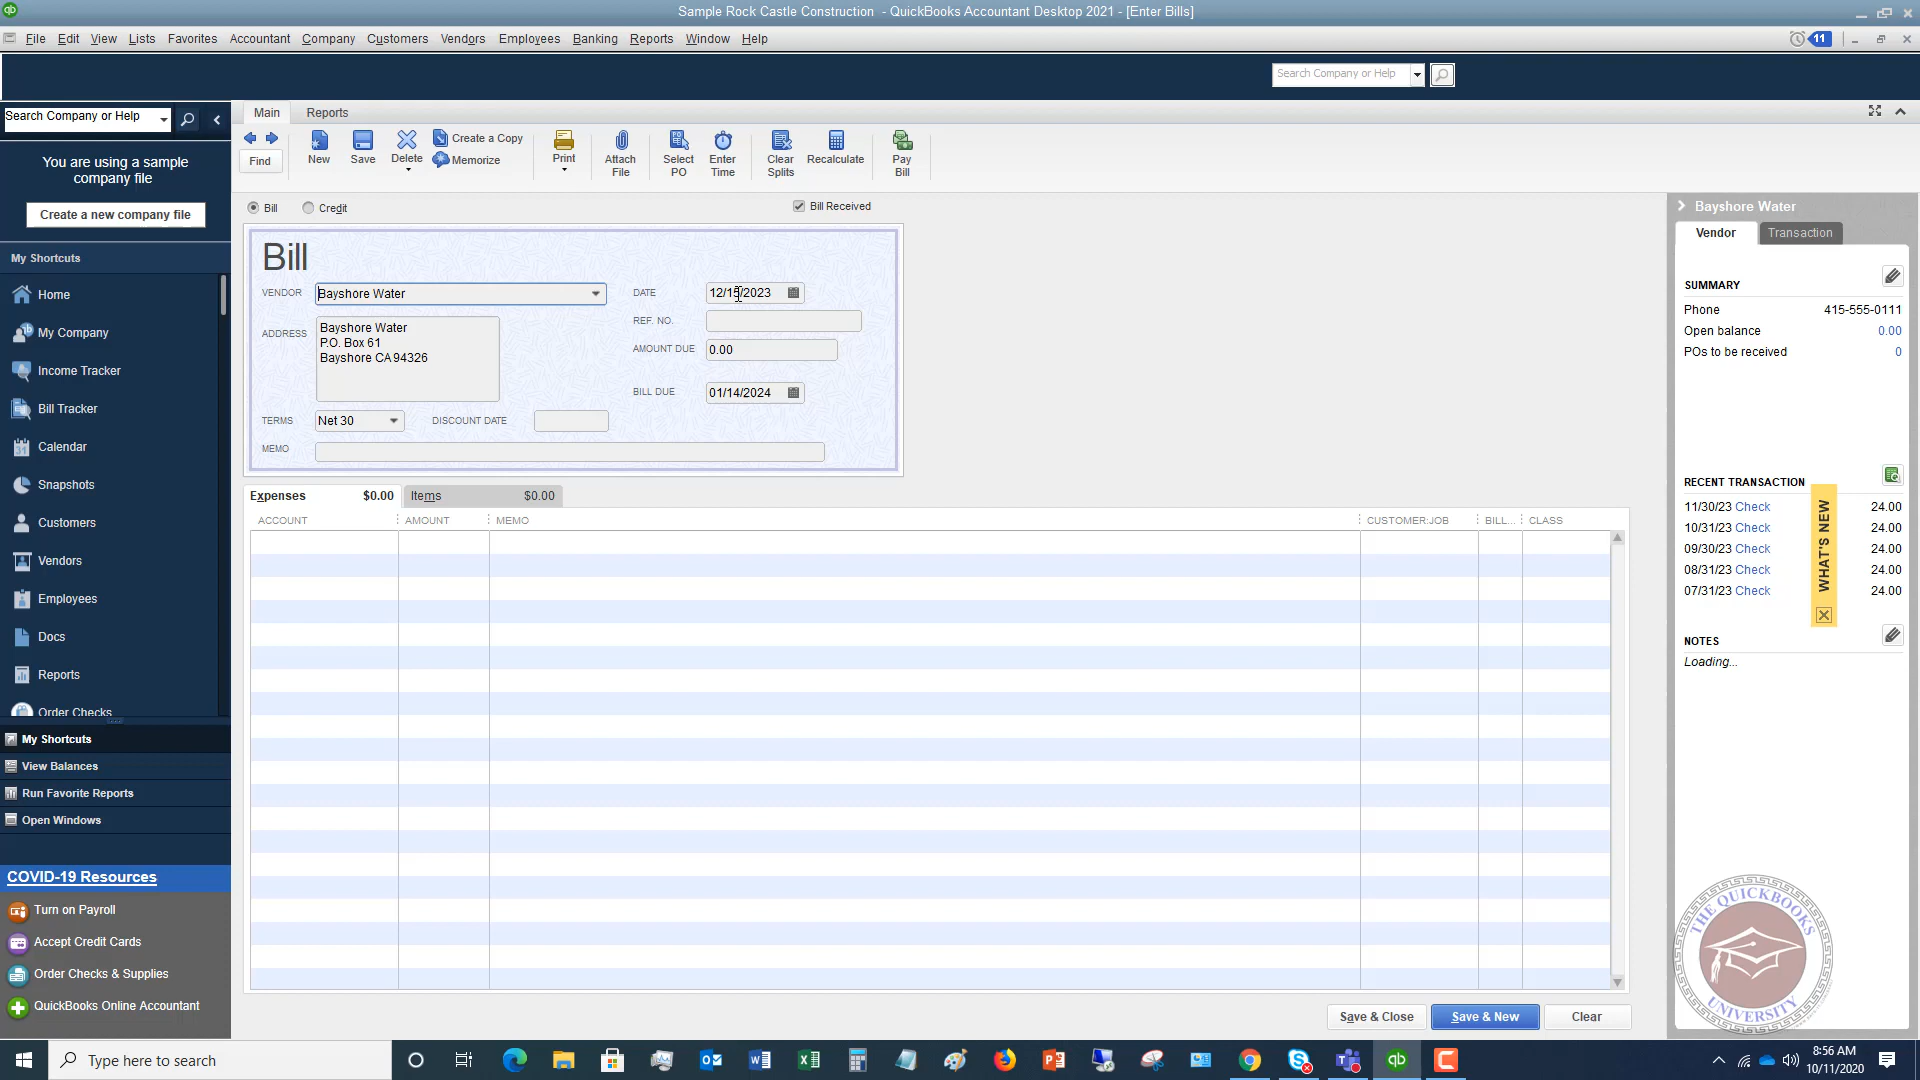 Sample Rock Castle Construction - QuickBooks Accountant Desktop 2021 - [Enter Bills]
File Edit View Lists Favorites Accountant Company Customers Vendors Employees Banking Reports Window Help
11
Search Company or Help
Search Company or Help
You are using a sample
company file
Create a new company file
My Shortcuts
Home
My Company
Income Tracker
Bill Tracker
Calendar
Snapshots
Customers
Vendors
Employees
Docs
Reports
Order Checks
My Shortcuts
View Balances
Run Favorite Reports
Open Windows
COVID-19 Resources
Turn on Payroll
Accept Credit Cards
Order Checks & Supplies
QuickBooks Online Accountant
Main Reports
Find
New
Save
Delete
Create a Copy
Memorize
Print
Attach
File
Select
PO
Enter
Time
Clear
Splits
Recalculate
Pay
Bill
Bill Credit Bill Received
Bill
VENDOR Bayshore Water
ADDRESS
Bayshore Water
P.O. Box 61
Bayshore CA 94326
TERMS Net 30 DISCOUNT DATE
MEMO
DATE 12/15/2023
REF. NO.
AMOUNT DUE 0.00
BILL DUE 01/14/2024
Expenses $0.00 Items $0.00
ACCOUNT AMOUNT MEMO CUSTOMER:JOB BILL... CLASS
Save & Close Save & New Clear
Bayshore Water
Vendor Transaction
SUMMARY
Phone 415-555-0111
Open balance 0.00
POs to be received 0
RECENT TRANSACTION
11/30/23 Check 24.00
10/31/23 Check 24.00
09/30/23 Check 24.00
08/31/23 Check 24.00
07/31/23 Check 24.00
WHAT'S NEW
NOTES
Loading...
THE QUICKBOOKS
UNIVERSITY
Type here to search
8:56 AM
10/11/2020